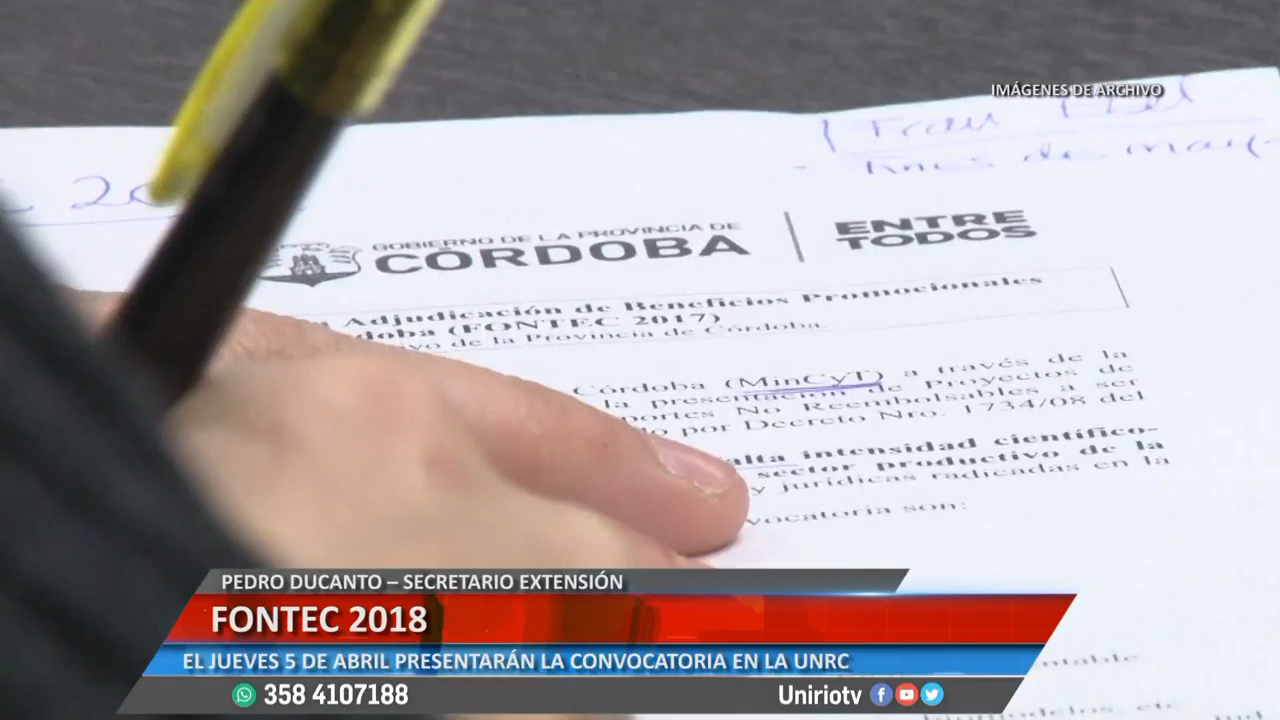 IMÁGENES DE ARCHIVO
fines de
GOBIERNO DE LA PROVINCIA DE
CÓRDOBA
ENTRE
TODOS
Adjudicación de Beneficios Promocionales
(FONTEC 2017)
de la Provincia de Córdoba.
Córdoba (MinCyT) a través de la
la presentación de Proyectos de
No Reembolsables a ser
por Decreto Nro. 1734/08 del
alta intensidad científico-
sector productivo de la
y jurídicas radicadas en la
son:
PEDRO DUCANTO – SECRETARIO EXTENSIÓN
FONTEC 2018
EL JUEVES 5 DE ABRIL PRESENTARÁN LA CONVOCATORIA EN LA UNRC
358 4107188
Uniriotv